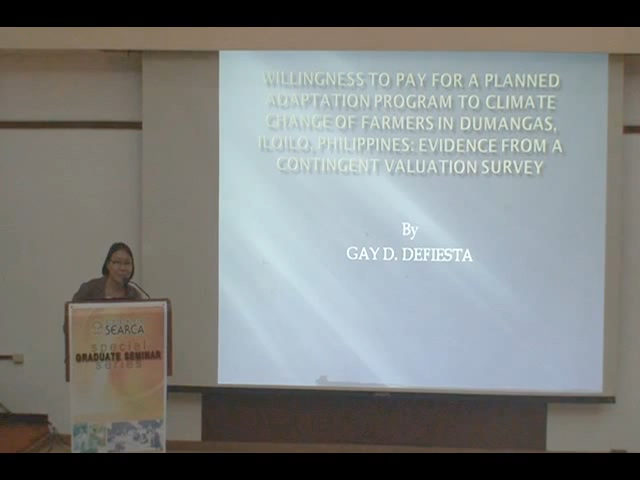 WILLINGNESS TO PAY FOR A PLANNED
ADAPTATION PROGRAM TO CLIMATE
CHANGE OF FARMERS IN DUMANGAS,
ILOILO, PHILIPPINES: EVIDENCE FROM A
CONTINGENT VALUATION SURVEY
By
GAY D. DEFIESTA
SEARCA
special
GRADUATE SEMINAR
series